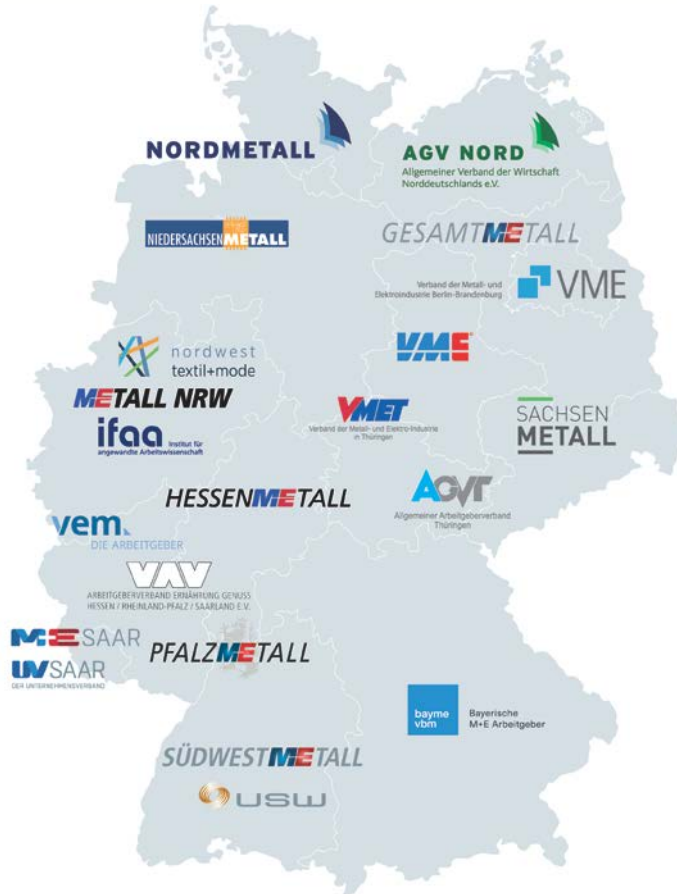 NORDMETALL
AGV NORD
Allgemeiner Verband der Wirtschaft
Norddeutschlands e.V.
NIEDERSACHSENMETALL
GESAMTMETALL
Verband der Metall- und
Elektroindustrie Berlin-Brandenburg
VME
nordwest
textil+mode
VME
METALL NRW
ifaa Institut für
angewandte Arbeitswissenschaft
VMET
Verband der Metall- und Elektro-Industrie
in Thüringen
SACHSEN
METALL
HESSENMETALL
AGVT
Allgemeiner Arbeitgeberverband
Thüringen
vem.
DIE ARBEITGEBER
VAV
ARBEITGEBERVERBAND ERNÄHRUNG GENUSS
HESSEN / RHEINLAND-PFALZ / SAARLAND E.V.
ME SAAR
UVSAAR
DER UNTERNEHMENSVERBAND
PFALZMETALL
bayme
vbm
Bayerische
M+E Arbeitgeber
SÜDWESTMETALL
USW